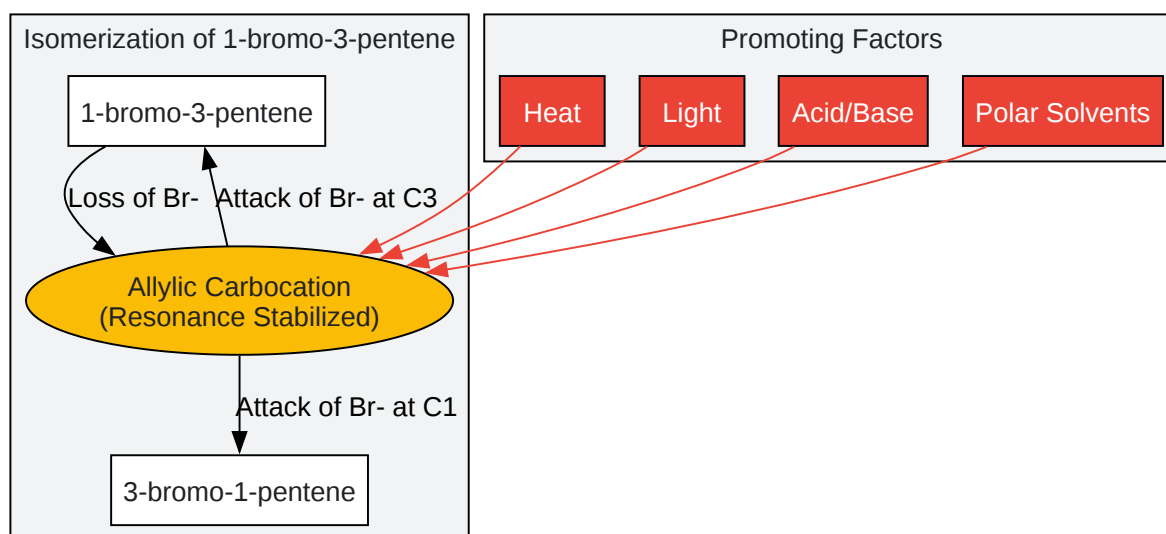 Isomerization of 1-bromo-3-pentene
Promoting Factors
1-bromo-3-pentene
Heat
Light
Acid/Base
Polar Solvents
Loss of Br-
Attack of Br- at C3
Allylic Carbocation
(Resonance Stabilized)
Attack of Br- at C1
3-bromo-1-pentene